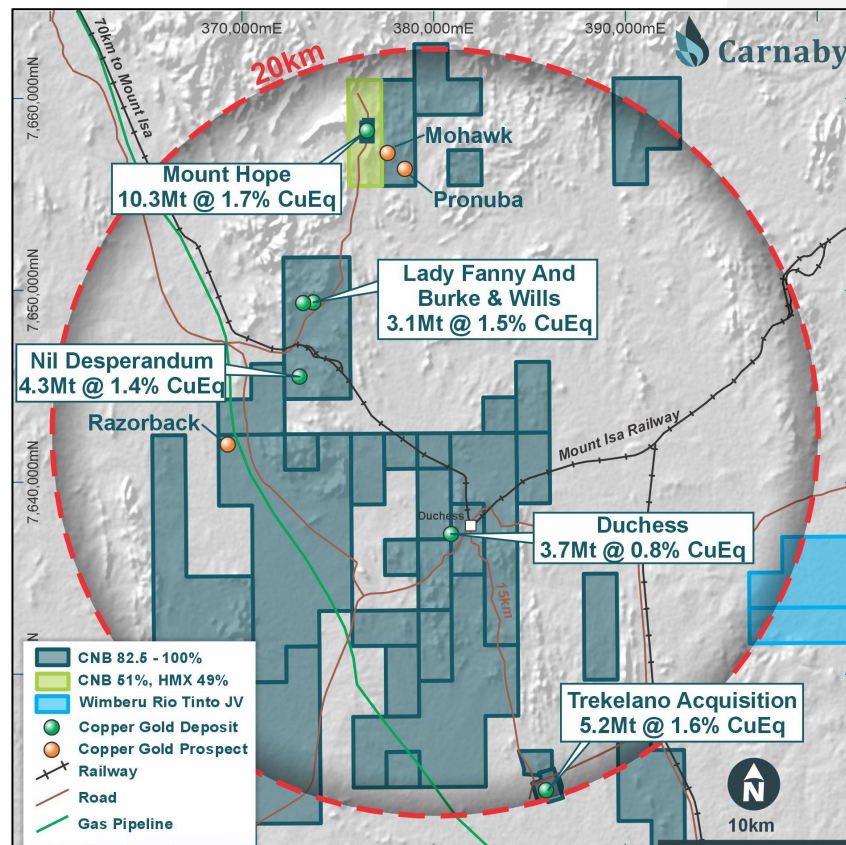 370,000mE
380,000mE
390,000mE
Carnaby
70km to Mount Isa
20km
7,660,000mN
Mohawk
Mount Hope
10.3Mt @ 1.7% CuEq
Pronuba
7,650,000mN
Lady Fanny And
Burke & Wills
3.1Mt @ 1.5% CuEq
Nil Desperandum
4.3Mt @ 1.4% CuEq
Razorback
Mount Isa Railway
7,640,000mN
Duchess
Duchess
3.7Mt @ 0.8% CuEq
15km
N
CNB 82.5 - 100%
CNB 51%, HMX 49%
Wimberu Rio Tinto JV
Copper Gold Deposit
Copper Gold Prospect
Railway
Road
Gas Pipeline
Trekelano Acquisition
5.2Mt @ 1.6% CuEq
N
10km